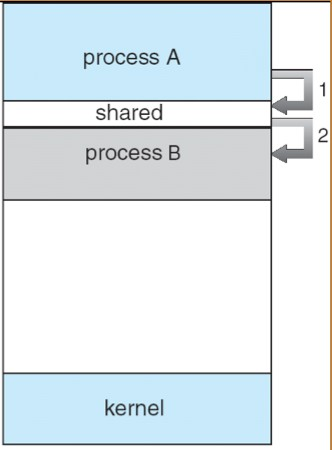 process A
1
shared
2
process B
kernel